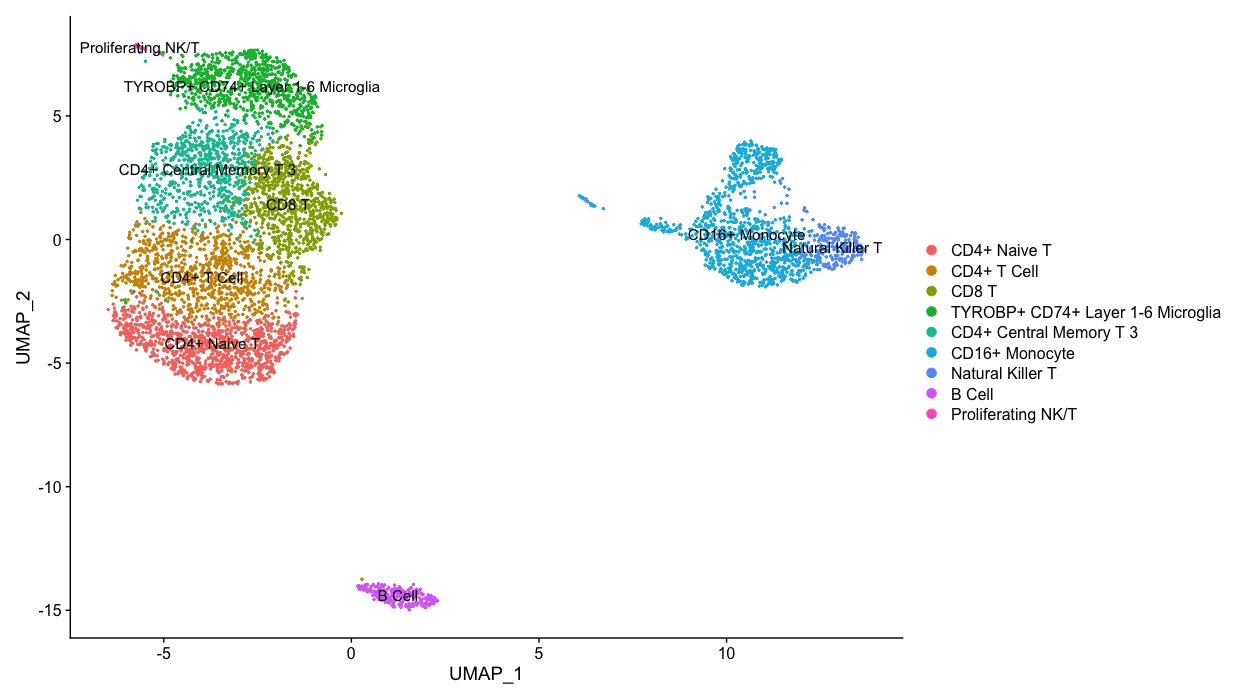 Proliferating NK/T
TYROBP+ CD74+ Layer 1-6 Microglia
5
CD4+ Central Memory T 3
CD8 T
0
CD16+ Monocyte
Natural Killer T
CD4+ T Cell
CD4+ Naive T
-5
-10
B Cell
-15
-5
0
5
10
UMAP_1
UMAP_2
CD4+ Naive T
CD4+ T Cell
CD8 T
TYROBP+ CD74+ Layer 1-6 Microglia
CD4+ Central Memory T 3
CD16+ Monocyte
Natural Killer T
B Cell
Proliferating NK/T